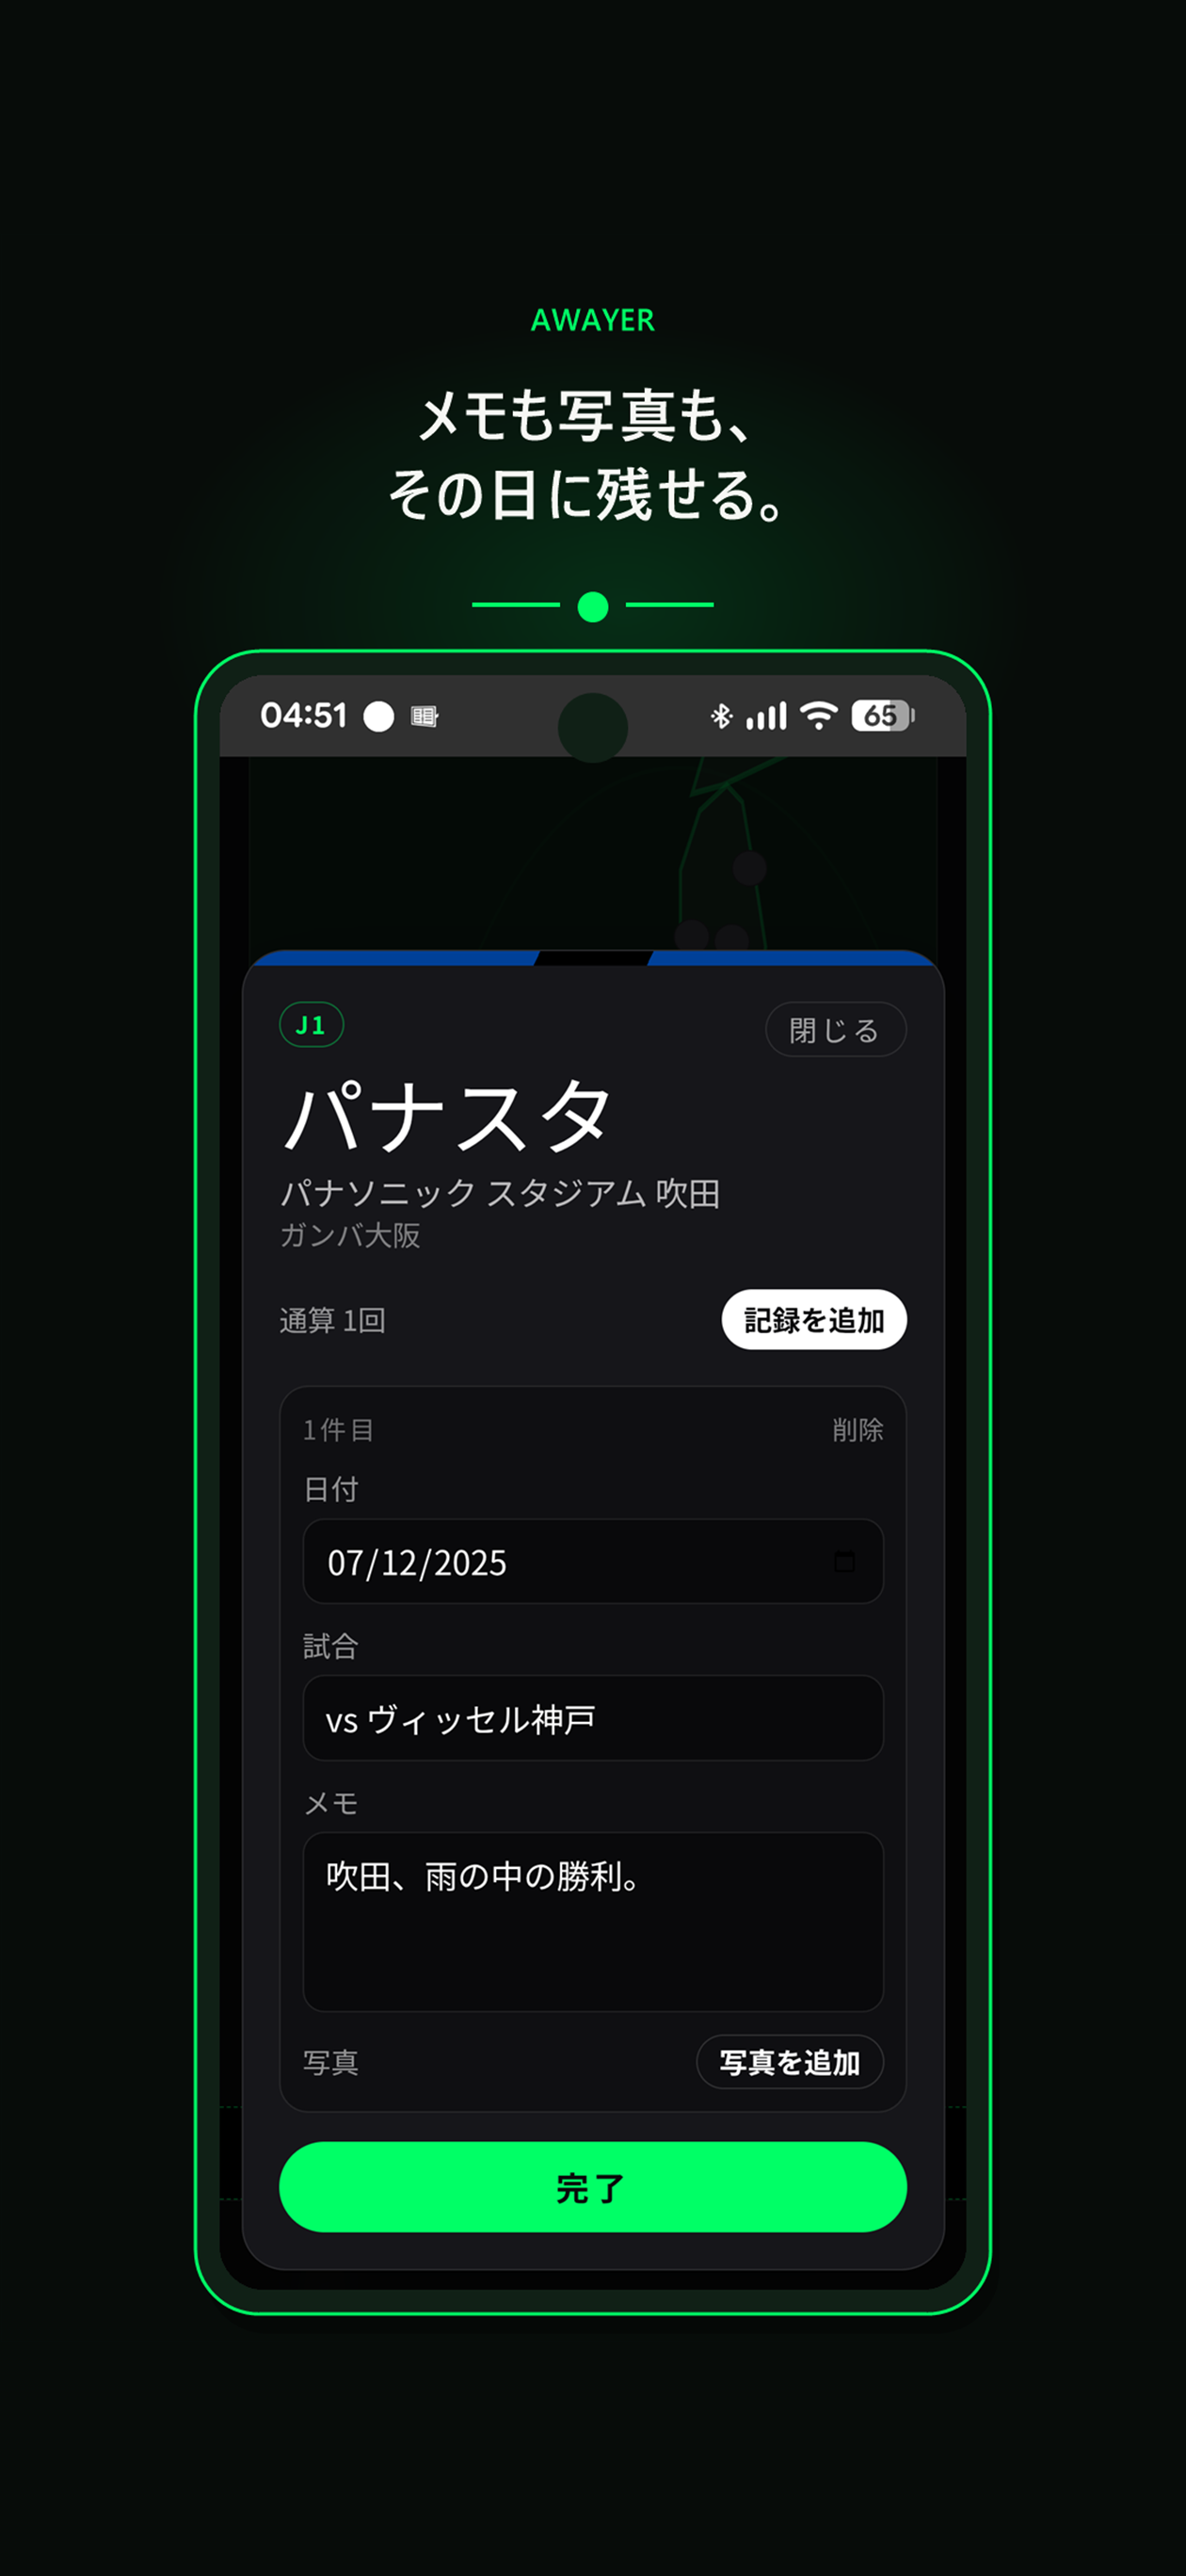 AWAYER
メモも写真も、
その日に残せる。
04:51
65
J1
閉じる
パナスタ
パナソニック スタジアム 吹田
ガンバ大阪
通算 1回
記録を追加
1件目
削除
日付
07/12/2025
試合
vs ヴィッセル神戸
メモ
吹田、雨の中の勝利。
写真
写真を追加
完了